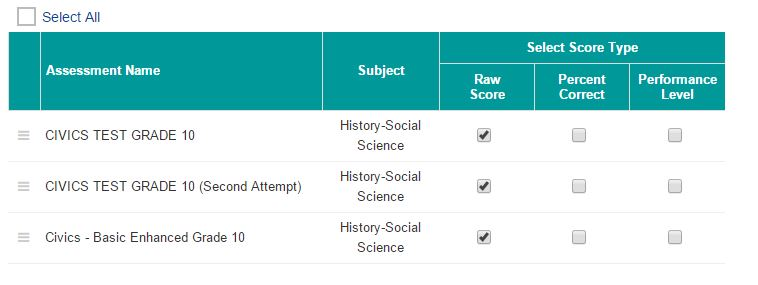 Select All
Select Score Type
Assessment Name
Subject
Raw
Score
Percent
Correct
Performance
Level
CIVICS TEST GRADE 10
History-Social
Science
CIVICS TEST GRADE 10 (Second Attempt)
History-Social
Science
Civics - Basic Enhanced Grade 10
History-Social
Science